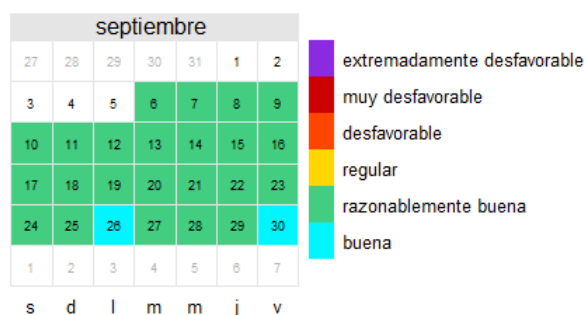 septiembre
27 28 29 30 31 1 2
3 4 5 6 7 8 9
10 11 12 13 14 15 16
17 18 19 20 21 22 23
24 25 26 27 28 29 30
1 2 3 4 5 6 7
s d l m m j v
extremadamente desfavorable
muy desfavorable
desfavorable
regular
razonablemente buena
buena